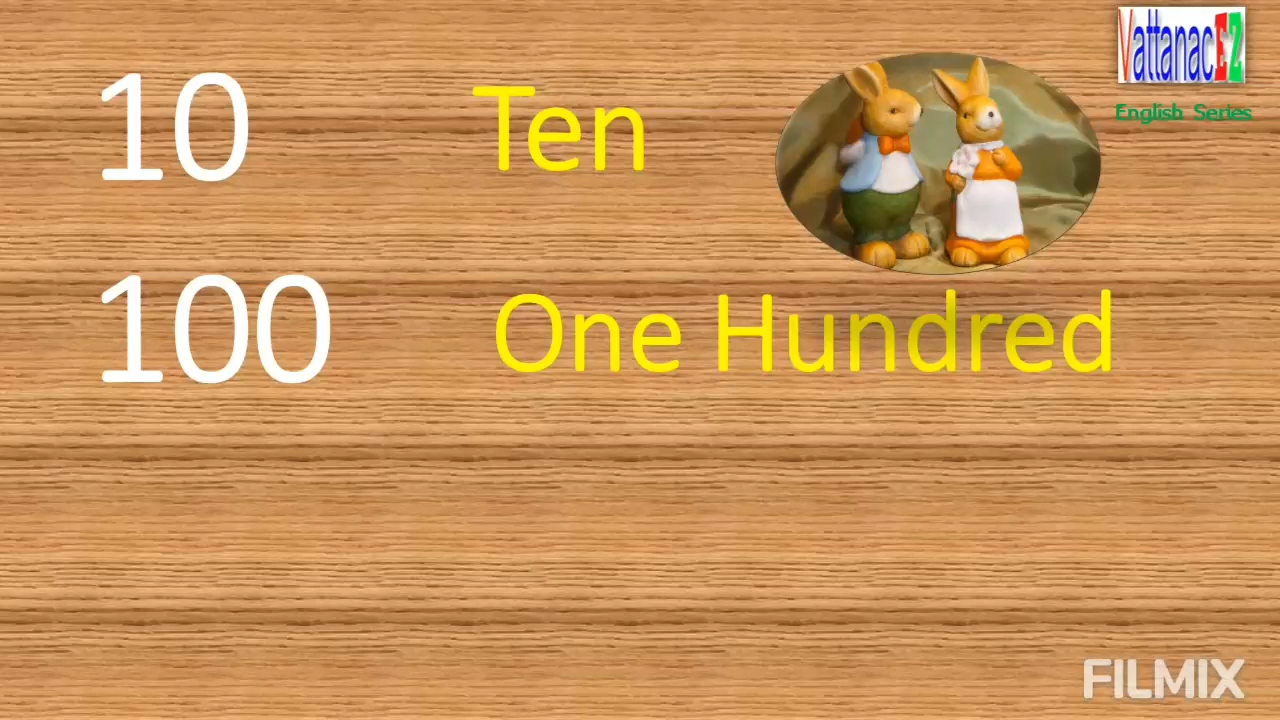 VattanacEZ
English Series
10 Ten
100 One Hundred
FILMIX